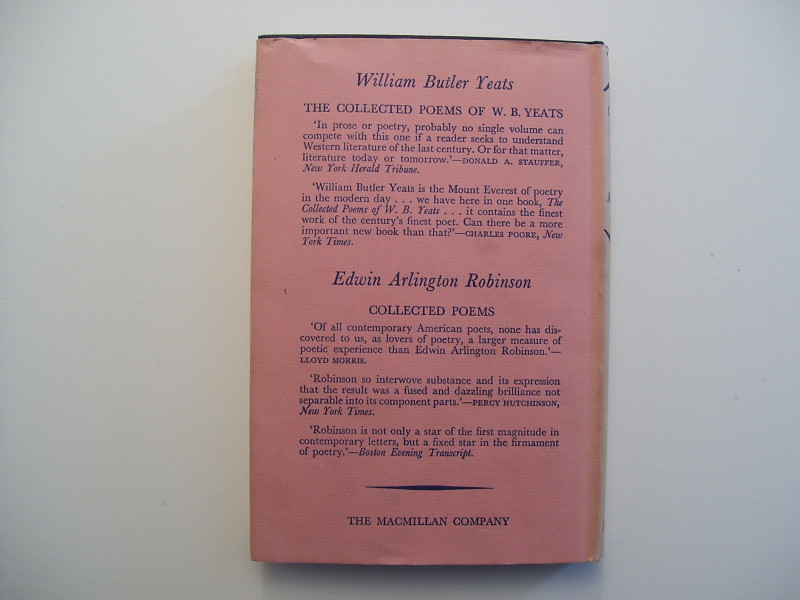 William Butler Yeats
THE COLLECTED POEMS OF W. B. YEATS
'In prose or poetry, probably no single volume can
compete with this one if a reader seeks to understand
Western literature of the last century. Or for that matter,
literature today or tomorrow.'—DONALD A. STAUFFER,
New York Herald Tribune.
'William Butler Yeats is the Mount Everest of poetry
in the modern day . . . we have here in one book, The
Collected Poems of W. B. Yeats . . . it contains the finest
work of the century's finest poet. Can there be a more
important new book than that?'—CHARLES POORE, New
York Times.
Edwin Arlington Robinson
COLLECTED POEMS
'Of all contemporary American poets, none has dis-
covered to us, as lovers of poetry, a larger measure of
poetic experience than Edwin Arlington Robinson.'—
LLOYD MORRIS.
'Robinson so interwove substance and its expression
that the result was a fused and dazzling brilliance not
separable into its component parts.'—PERCY HUTCHINSON,
New York Times.
'Robinson is not only a star of the first magnitude in
contemporary letters, but a fixed star in the firmament
of poetry.'—Boston Evening Transcript.
THE MACMILLAN COMPANY